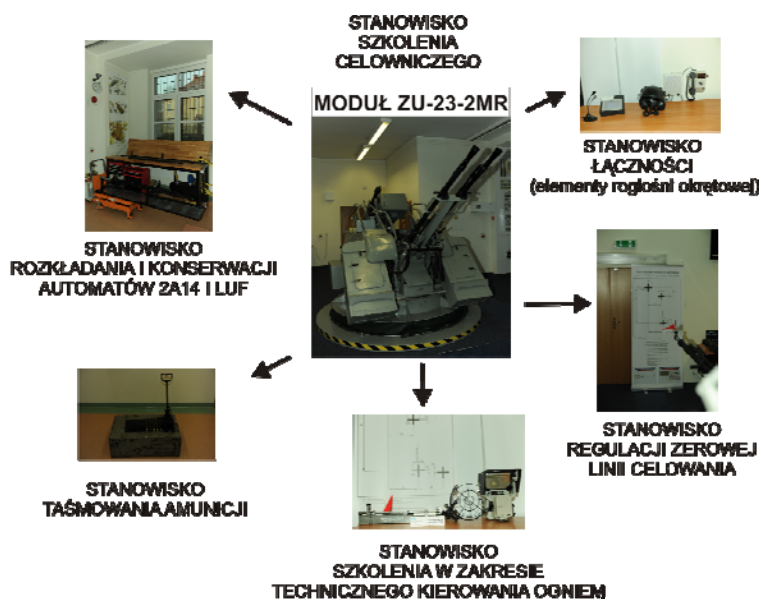 STANOWISKO
SZKOLENIA
CELOWNICZEGO
MODUŁ ZU-23-2MR
STANOWISKO
ŁĄCZNOŚCI
(elementy rogłośni okrętowej)
STANOWISKO
ROZKŁADANIA I KONSERWACJI
AUTOMATÓW 2A14 I LUF
STANOWISKO
REGULACJI ZEROWEJ
LINII CELOWANIA
STANOWISKO
TAŚMOWANIA AMUNICJI
STANOWISKO
SZKOLENIA W ZAKRESIE
TECHNICZNEGO KIEROWANIA OGNIEM